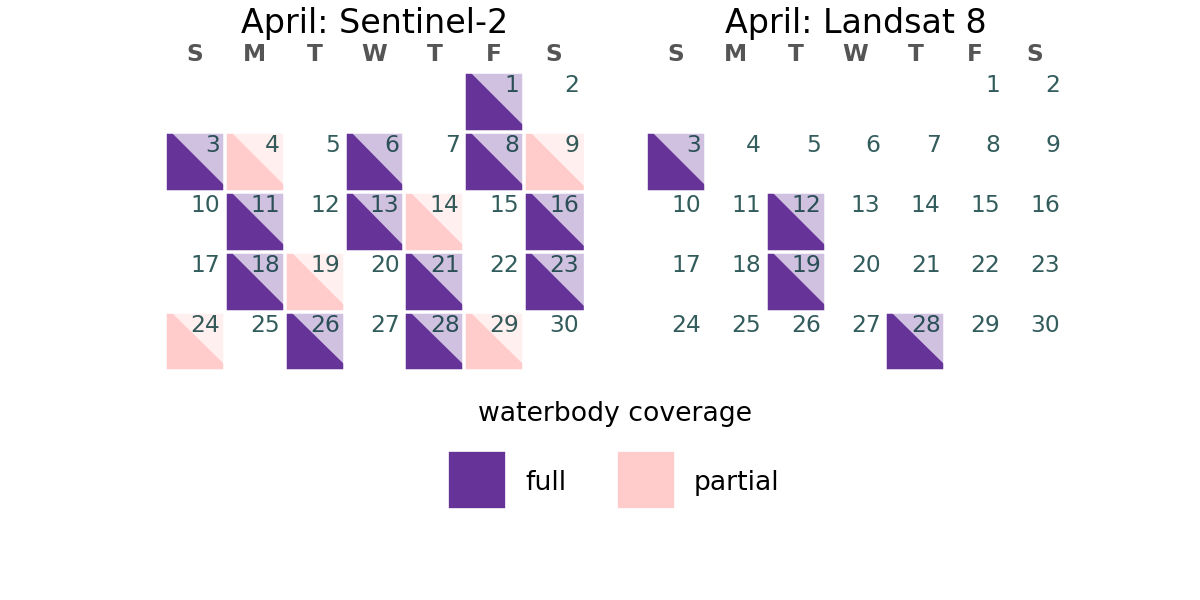 April: Sentinel-2
S M T W T F S
1 2
3 4 5 6 7 8 9
10 11 12 13 14 15 16
17 18 19 20 21 22 23
24 25 26 27 28 29 30
April: Landsat 8
S M T W T F S
1 2
3 4 5 6 7 8 9
10 11 12 13 14 15 16
17 18 19 20 21 22 23
24 25 26 27 28 29 30
waterbody coverage
full
partial